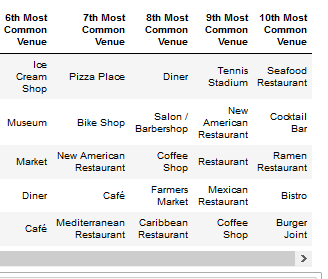 6th Most 7th Most 8th Most 9th Most 10th Most
Common Common Common Common Common
Venue Venue Venue Venue Venue
Ice
Cream
Shop
Pizza Place
Diner
Tennis
Stadium
Seafood
Restaurant
Museum
Bike Shop
Salon /
Barbershop
New
American
Restaurant
Cocktail
Bar
Market
New American
Restaurant
Coffee
Shop
Restaurant
Ramen
Restaurant
Diner
Café
Farmers
Market
Mexican
Restaurant
Bistro
Café
Mediterranean
Restaurant
Caribbean
Restaurant
Coffee
Shop
Burger
Joint